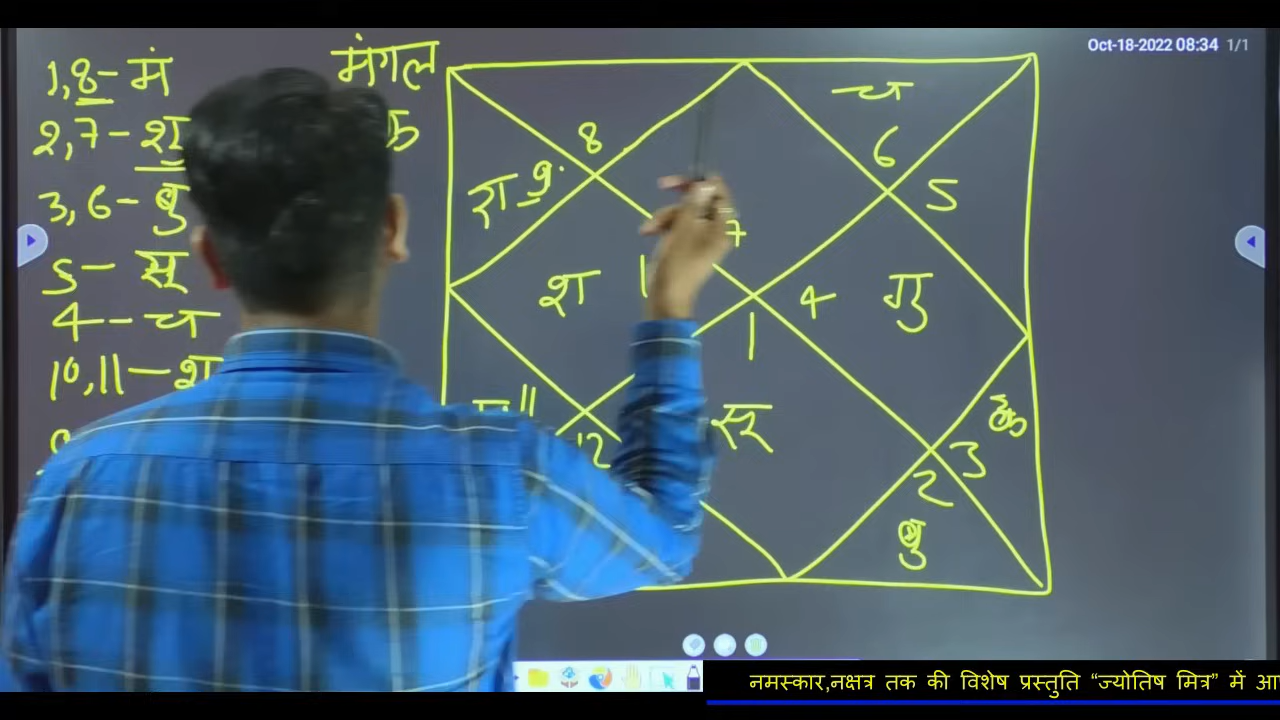 Oct-18-2022 08:34 1/1
1,8- मं
2,7- शु
3,6- बु
5- सू
4- च
10,11- श
मंगल
च
6
5
8
रा- 9.
7
श
4
गु
1
11
12
सू
के
3
2
बु
नमस्कार,नक्षत्र तक की विशेष प्रस्तुति “ज्योतिष मित्र” में आ